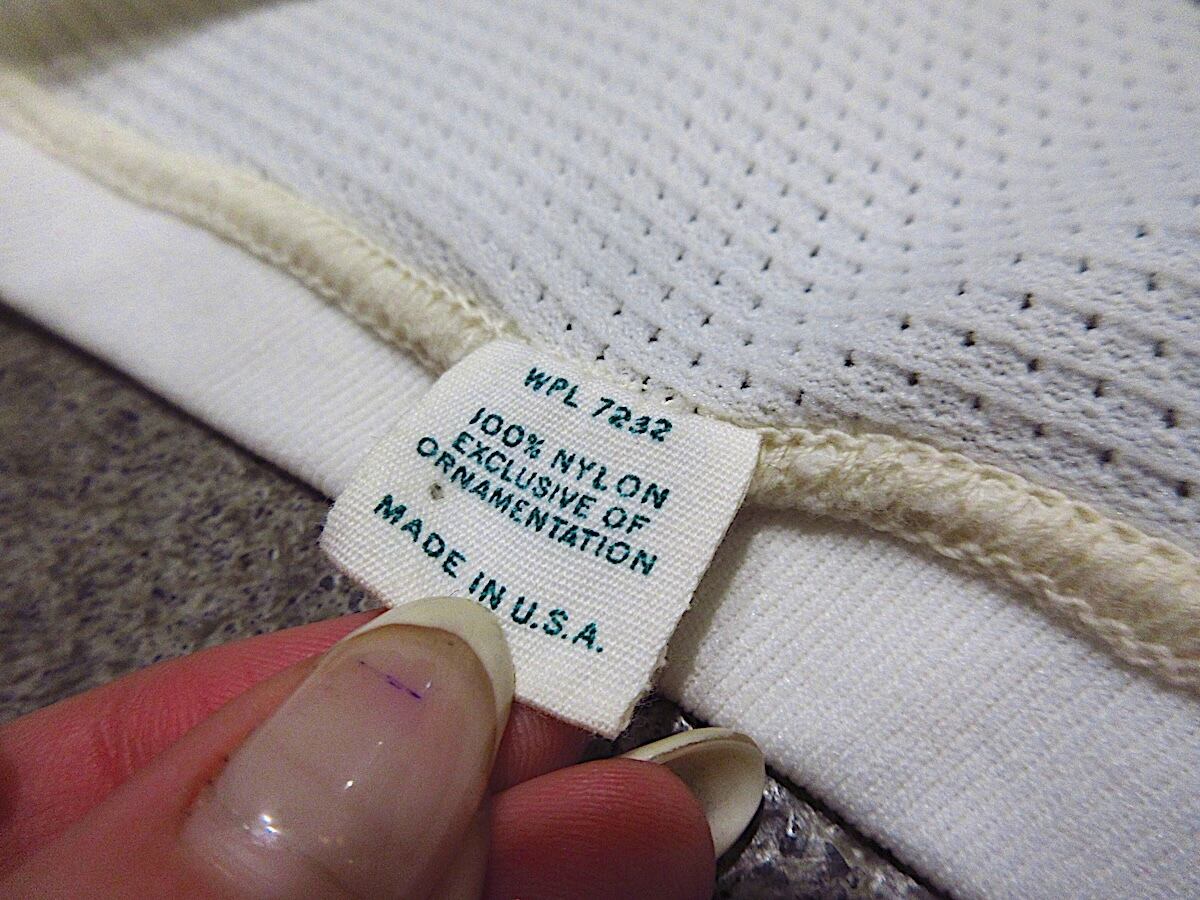 WPL 7232
100% NYLON
EXCLUSIVE OF
ORNAMENTATION
MADE IN U.S.A.